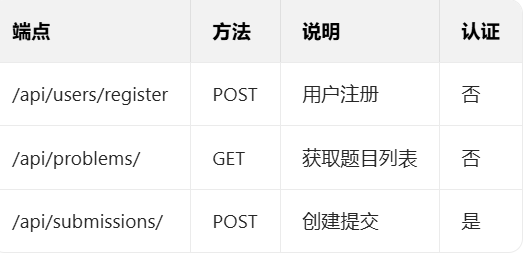 端点 方法 说明 认证
/api/users/register POST 用户注册 否
/api/problems/ GET 获取题目列表 否
/api/submissions/ POST 创建提交 是